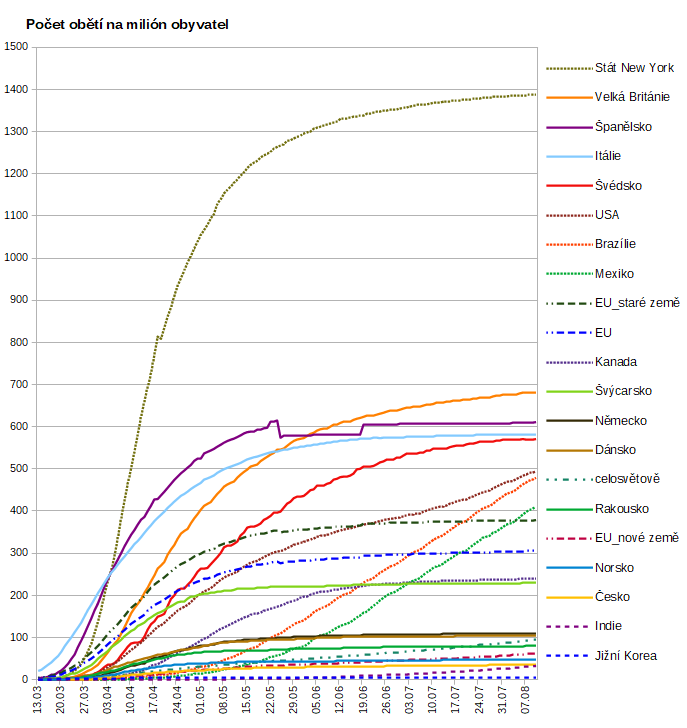 Počet obětí na milión obyvatel
1500
1400
1300
1200
1100
1000
900
800
700
600
500
400
300
200
100
0
13.03
20.03
27.03
03.04
10.04
17.04
24.04
01.05
08.05
15.05
22.05
29.05
05.06
12.06
19.06
26.06
03.07
10.07
17.07
24.07
31.07
07.08
Stát New York
Velká Británie
Španělsko
Itálie
Švédsko
USA
Brazílie
Mexiko
EU_staré země
EU
Kanada
Švýcarsko
Německo
Dánsko
celosvětově
Rakousko
EU_nové země
Norsko
Česko
Indie
Jižní Korea